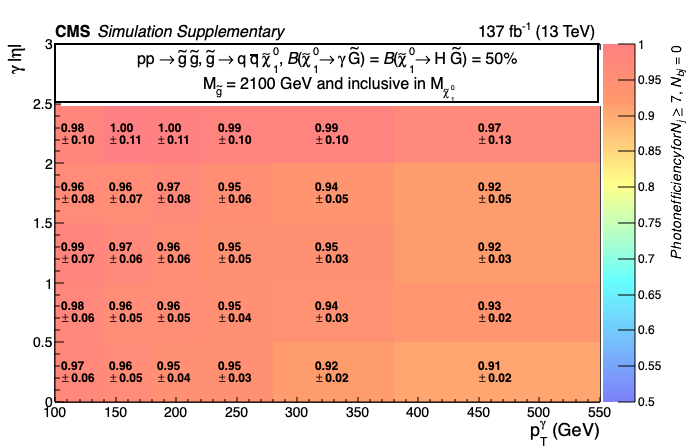 CMS Simulation Supplementary 137 fb⁻¹ (13 TeV)
pp → g̃ g̃, g̃ → q q̄ χ̃⁰₁, B(χ̃⁰₁ → γ G̃) = B(χ̃⁰₁ → H G̃) = 50%
M_g̃ = 2100 GeV and inclusive in M_χ̃⁰₁
γ |η|
3
2.5
2
1.5
1
0.5
0
0.98 1.00 1.00 0.99 0.99 0.97
± 0.10 ± 0.11 ± 0.11 ± 0.10 ± 0.10 ± 0.13
0.96 0.96 0.97 0.95 0.94 0.92
± 0.08 ± 0.07 ± 0.08 ± 0.06 ± 0.05 ± 0.05
0.99 0.97 0.96 0.95 0.95 0.92
± 0.07 ± 0.06 ± 0.06 ± 0.05 ± 0.03 ± 0.03
0.98 0.96 0.96 0.95 0.94 0.93
± 0.06 ± 0.05 ± 0.05 ± 0.04 ± 0.03 ± 0.02
0.97 0.96 0.95 0.95 0.92 0.91
± 0.06 ± 0.05 ± 0.04 ± 0.03 ± 0.02 ± 0.02
100 150 200 250 300 350 400 450 500 550
p_T^γ (GeV)
1
0.95
0.9
0.85
0.8
0.75
0.7
0.65
0.6
0.55
0.5
PhotonefficiencyforN_j ≥ 7, N_bj = 0